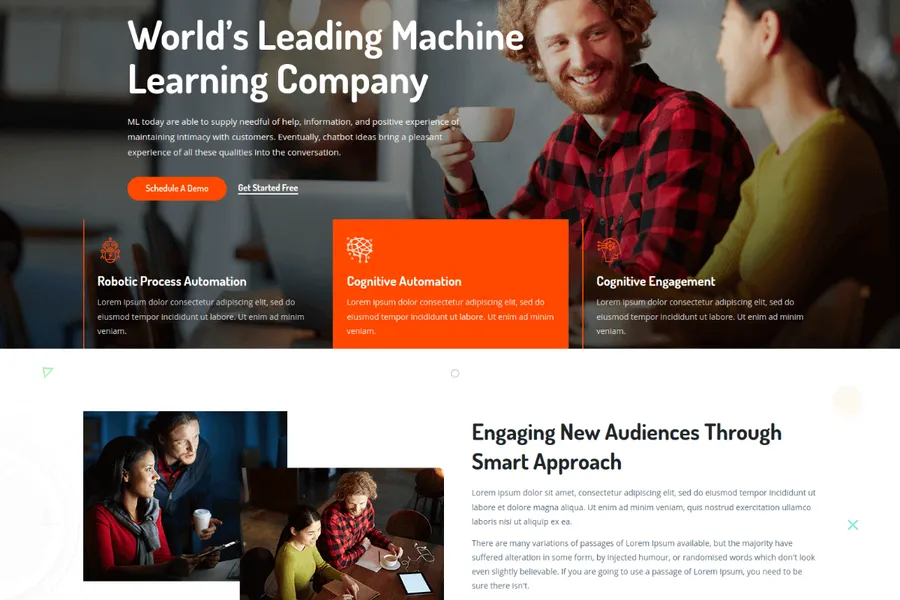 World's Leading Machine
Learning Company
ML today are able to supply needful of help, information, and positive experience of
maintaining intimacy with customers. Eventually, chatbot ideas bring a pleasant
experience of all these qualities into the conversation.
Schedule A Demo
Get Started Free
Robotic Process Automation
Lorem ipsum dolor consectetur adipiscing elit, sed do
eiusmod tempor incididunt ut labore. Ut enim ad minim
veniam.
Cognitive Automation
Lorem ipsum dolor consectetur adipiscing elit, sed do
eiusmod tempor incididunt ut labore. Ut enim ad minim
veniam.
Cognitive Engagement
Lorem ipsum dolor consectetur adipiscing elit, sed do
eiusmod tempor incididunt ut labore. Ut enim ad minim
veniam.
Engaging New Audiences Through
Smart Approach
Lorem ipsum dolor sit amet, consectetur adipiscing elit, sed do eiusmod tempor incididunt ut
labore et dolore magna aliqua. Ut enim ad minim veniam, quis nostrud exercitation ullamco
laboris nisi ut aliquip ex ea.
There are many variations of passages of Lorem Ipsum available, but the majority have
suffered alteration in some form, by injected humour, or randomised words which don't look
even slightly believable. If you are going to use a passage of Lorem Ipsum, you need to be
sure there isn't.